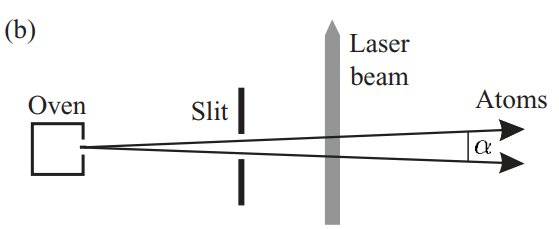 (b)
Laser
beam
Oven
Slit
Atoms
α